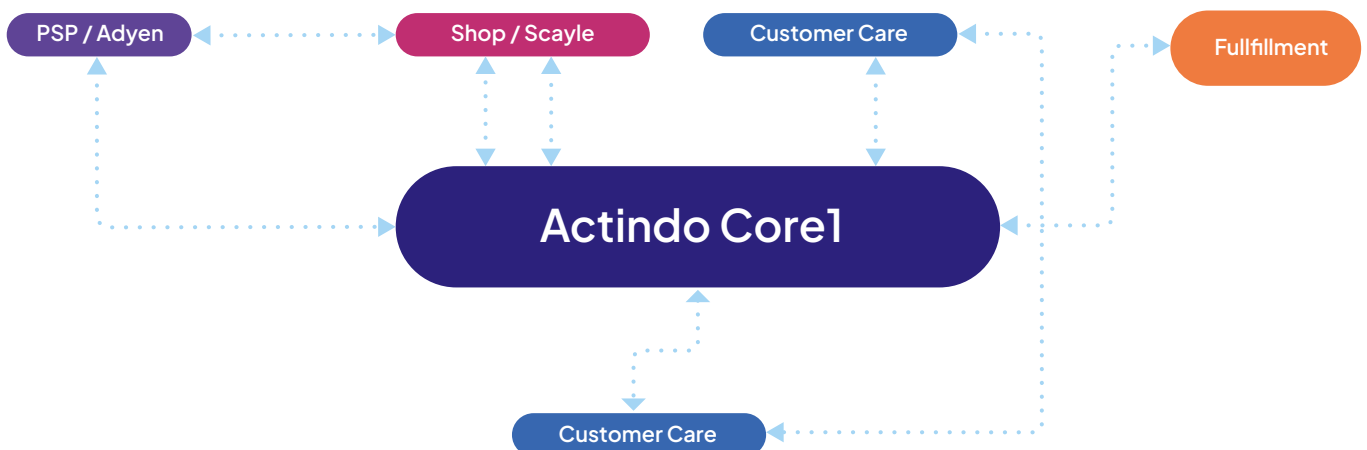 PSP / Adyen
Shop / Scayle
Customer Care
Fullfillment
Actindo Core1
Customer Care